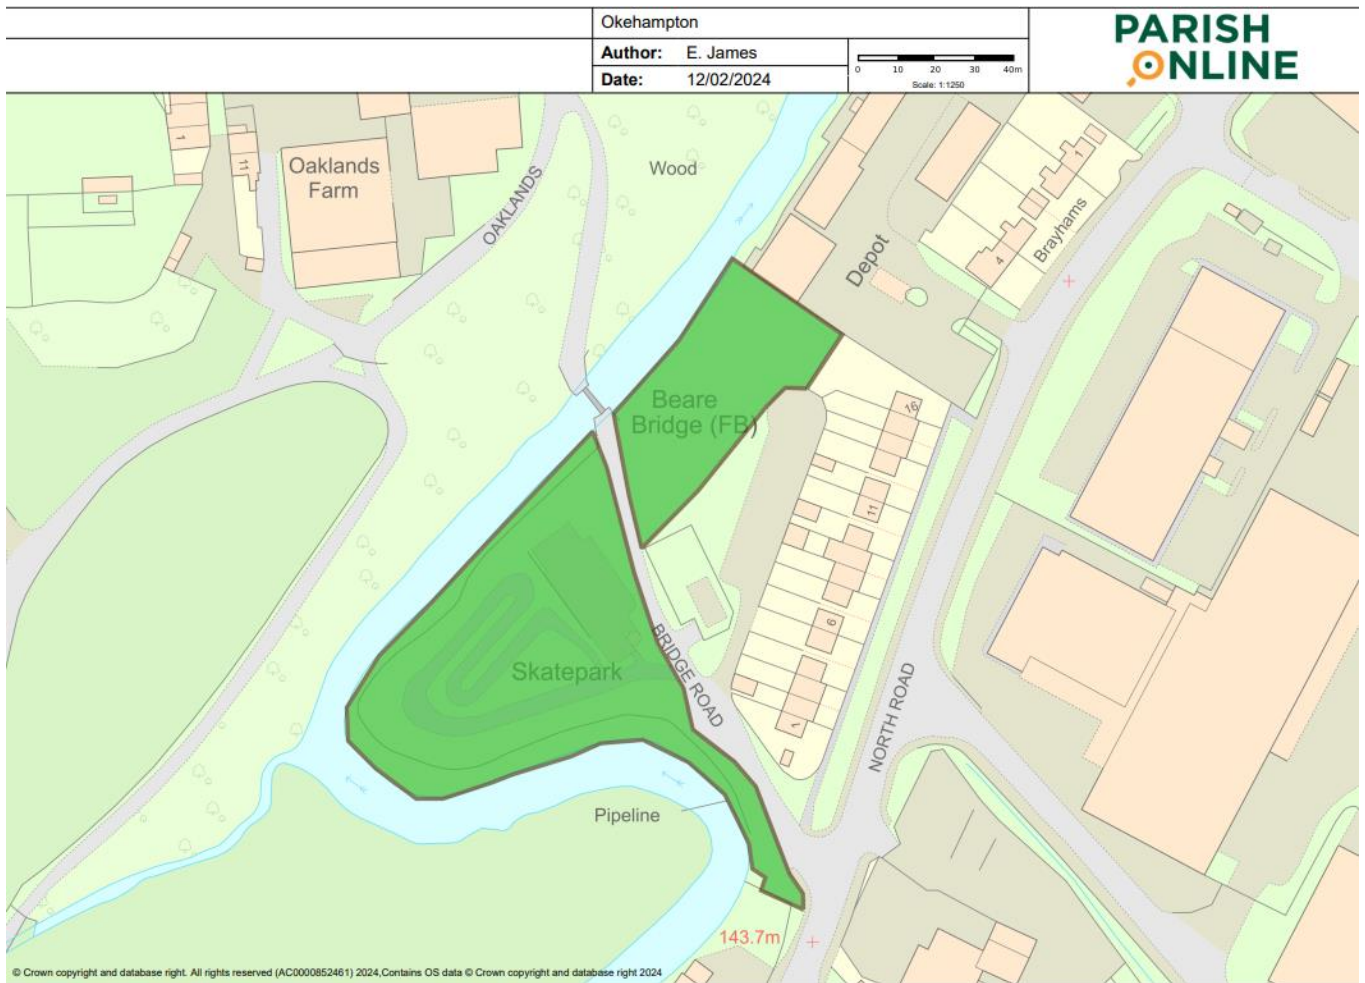 Okehampton
Author: E. James
Date: 12/02/2024
0 10 20 30 40m
Scale: 1:1250
PARISH
ONLINE
1
11
Oaklands
Farm
OAKLANDS
Wood
Depot
1
Brayhams
4
Beare
Bridge (FB)
16
11
6
1
Skatepark
BRIDGE ROAD
NORTH ROAD
Pipeline
143.7m
© Crown copyright and database right. All rights reserved (AC0000852461) 2024,Contains OS data © Crown copyright and database right 2024